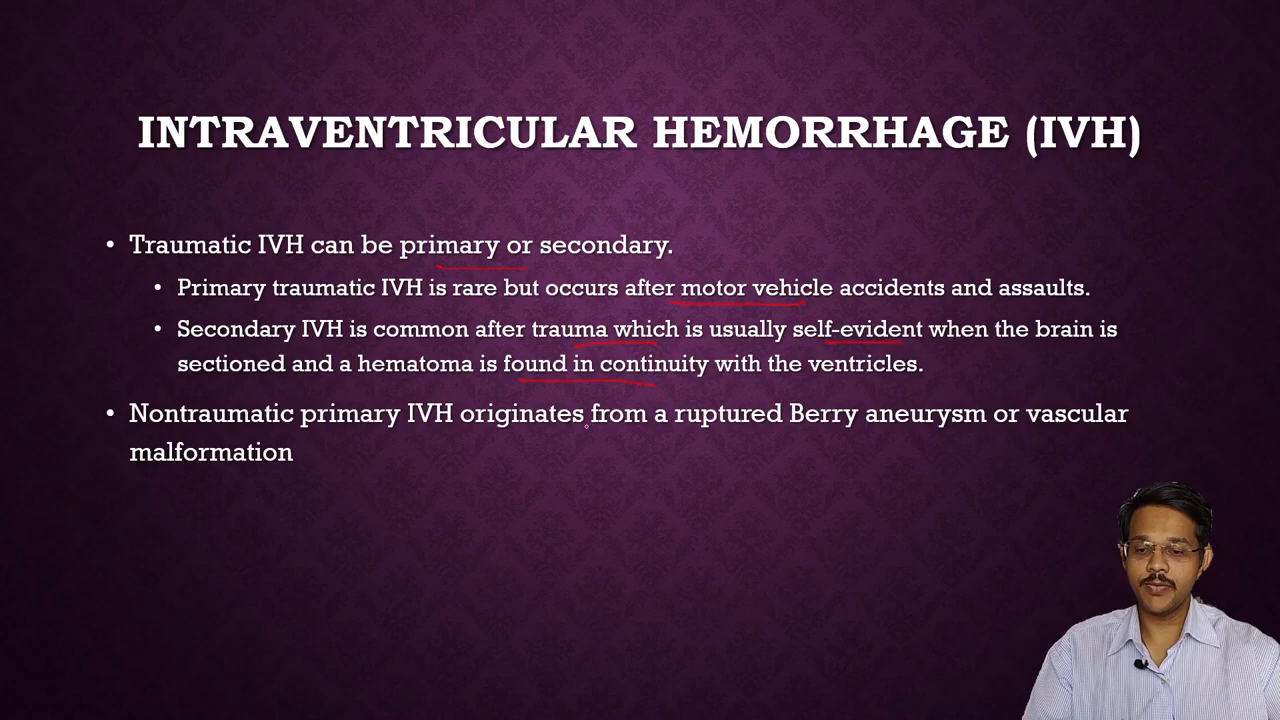 INTRAVENTRICULAR HEMORRHAGE (IVH)
• Traumatic IVH can be primary or secondary.
• Primary traumatic IVH is rare but occurs after motor vehicle accidents and assaults.
• Secondary IVH is common after trauma which is usually self-evident when the brain is
sectioned and a hematoma is found in continuity with the ventricles.
• Nontraumatic primary IVH originates from a ruptured Berry aneurysm or vascular
malformation